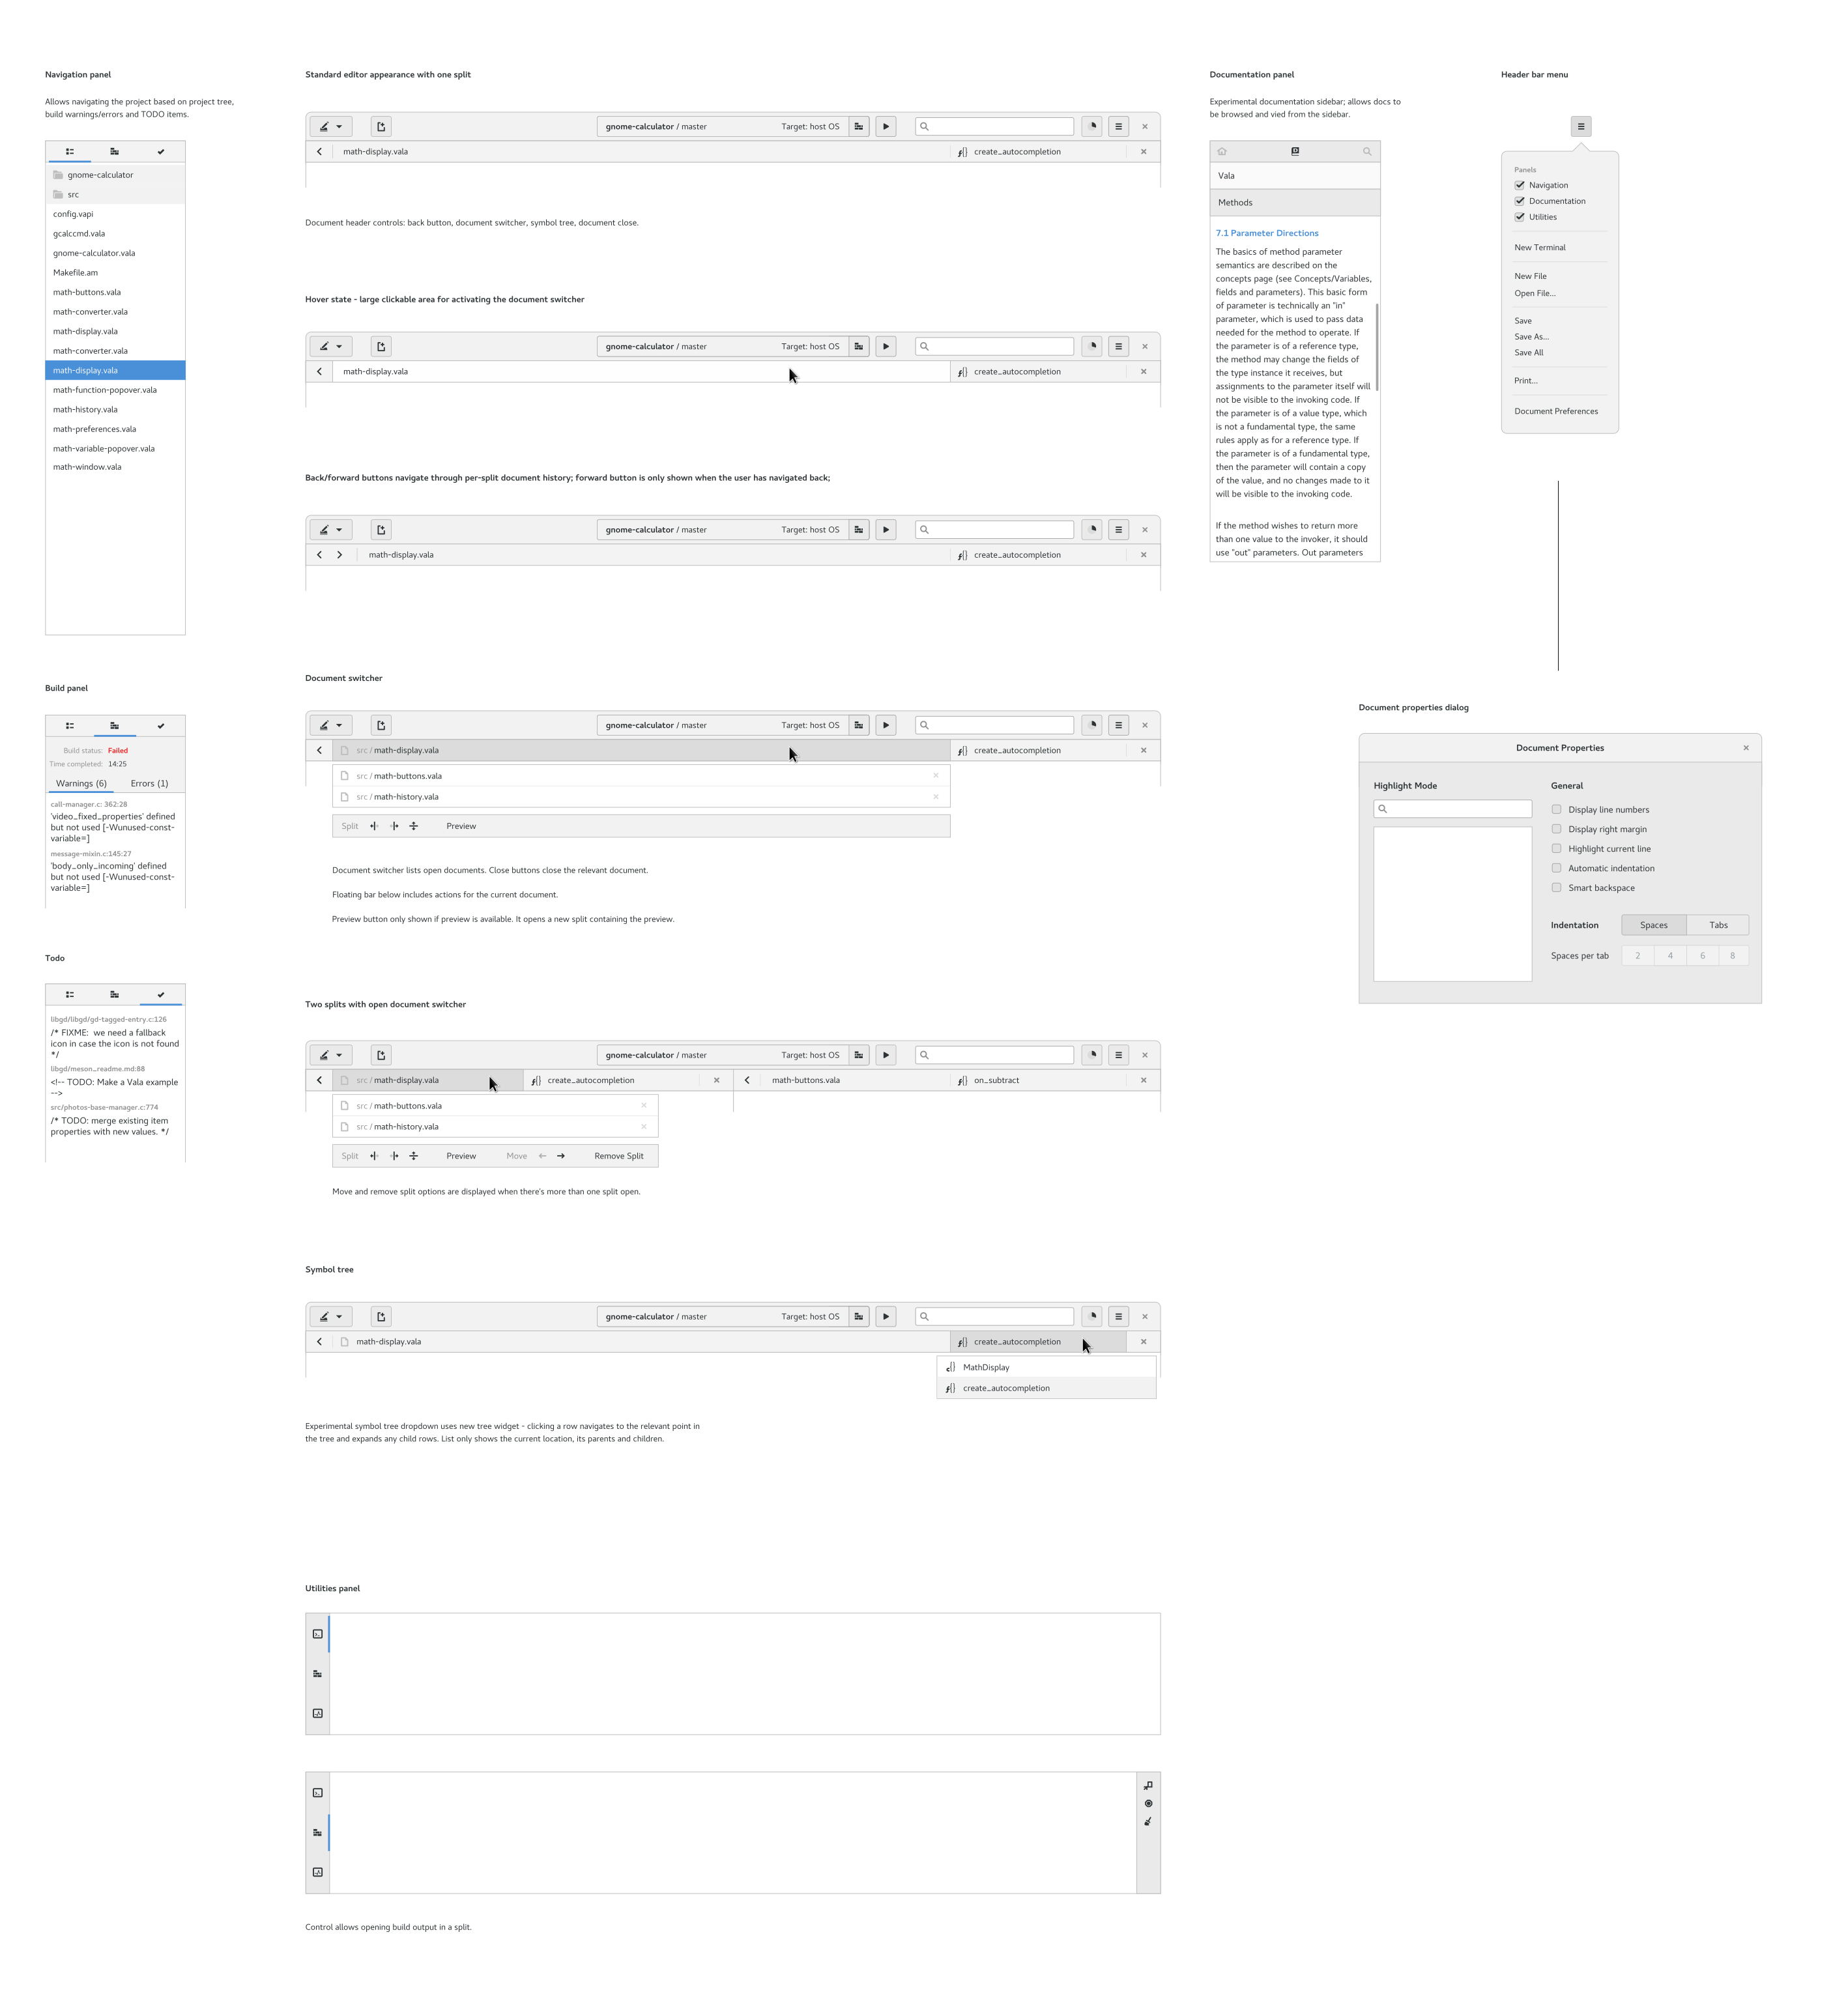 Navigation panel
Allows navigating the project based on project tree,
build warnings/errors and TODO items.
gnome-calculator
src
config.vapi
gcalccmd.vala
gnome-calculator.vala
Makefile.am
math-buttons.vala
math-converter.vala
math-display.vala
math-converter.vala
math-display.vala
math-function-popover.vala
math-history.vala
math-preferences.vala
math-variable-popover.vala
math-window.vala
Build panel
Build status: Failed
Time completed: 14:25
Warnings (6) Errors (1)
call-manager.c: 362:28
'video_fixed_properties' defined
but not used [-Wunused-const-
variable=]
message-mixin.c:145:27
'body_only_incoming' defined
but not used [-Wunused-const-
variable=]
Todo
libgd/libgd/gd-tagged-entry.c:126
/* FIXME: we need a fallback
icon in case the icon is not found
*/
libgd/meson_readme.md:88
<!-- TODO: Make a Vala example
-->
src/photos-base-manager.c:774
/* TODO: merge existing item
properties with new values. */
Standard editor appearance with one split
gnome-calculator / master Target: host OS
math-display.vala f{} create_autocompletion
Document header controls: back button, document switcher, symbol tree, document close.
Hover state - large clickable area for activating the document switcher
gnome-calculator / master Target: host OS
math-display.vala f{} create_autocompletion
Back/forward buttons navigate through per-split document history; forward button is only shown when the user has navigated back;
gnome-calculator / master Target: host OS
math-display.vala f{} create_autocompletion
Document switcher
gnome-calculator / master Target: host OS
src / math-display.vala f{} create_autocompletion
src / math-buttons.vala
src / math-history.vala
Split Preview
Document switcher lists open documents. Close buttons close the relevant document.
Floating bar below includes actions for the current document.
Preview button only shown if preview is available. It opens a new split containing the preview.
Two splits with open document switcher
gnome-calculator / master Target: host OS
src / math-display.vala f{} create_autocompletion math-buttons.vala f{} on_subtract
src / math-buttons.vala
src / math-history.vala
Split Preview Move Remove Split
Move and remove split options are displayed when there's more than one split open.
Symbol tree
gnome-calculator / master Target: host OS
math-display.vala f{} create_autocompletion
c{} MathDisplay
f{} create_autocompletion
Experimental symbol tree dropdown uses new tree widget - clicking a row navigates to the relevant point in
the tree and expands any child rows. List only shows the current location, its parents and children.
Utilities panel
Control allows opening build output in a split.
Documentation panel
Experimental documentation sidebar; allows docs to
be browsed and vied from the sidebar.
Vala
Methods
7.1 Parameter Directions
The basics of method parameter
semantics are described on the
concepts page (see Concepts/Variables,
fields and parameters). This basic form
of parameter is technically an "in"
parameter, which is used to pass data
needed for the method to operate. If
the parameter is of a reference type,
the method may change the fields of
the type instance it receives, but
assignments to the parameter itself will
not be visible to the invoking code. If
the parameter is of a value type, which
is not a fundamental type, the same
rules apply as for a reference type. If
the parameter is of a fundamental type,
then the parameter will contain a copy
of the value, and no changes made to it
will be visible to the invoking code.
If the method wishes to return more
than one value to the invoker, it should
use "out" parameters. Out parameters
Header bar menu
Panels
Navigation
Documentation
Utilities
New Terminal
New File
Open File...
Save
Save As...
Save All
Print...
Document Preferences
Document properties dialog
Document Properties
Highlight Mode
General
Display line numbers
Display right margin
Highlight current line
Automatic indentation
Smart backspace
Indentation Spaces Tabs
Spaces per tab 2 4 6 8